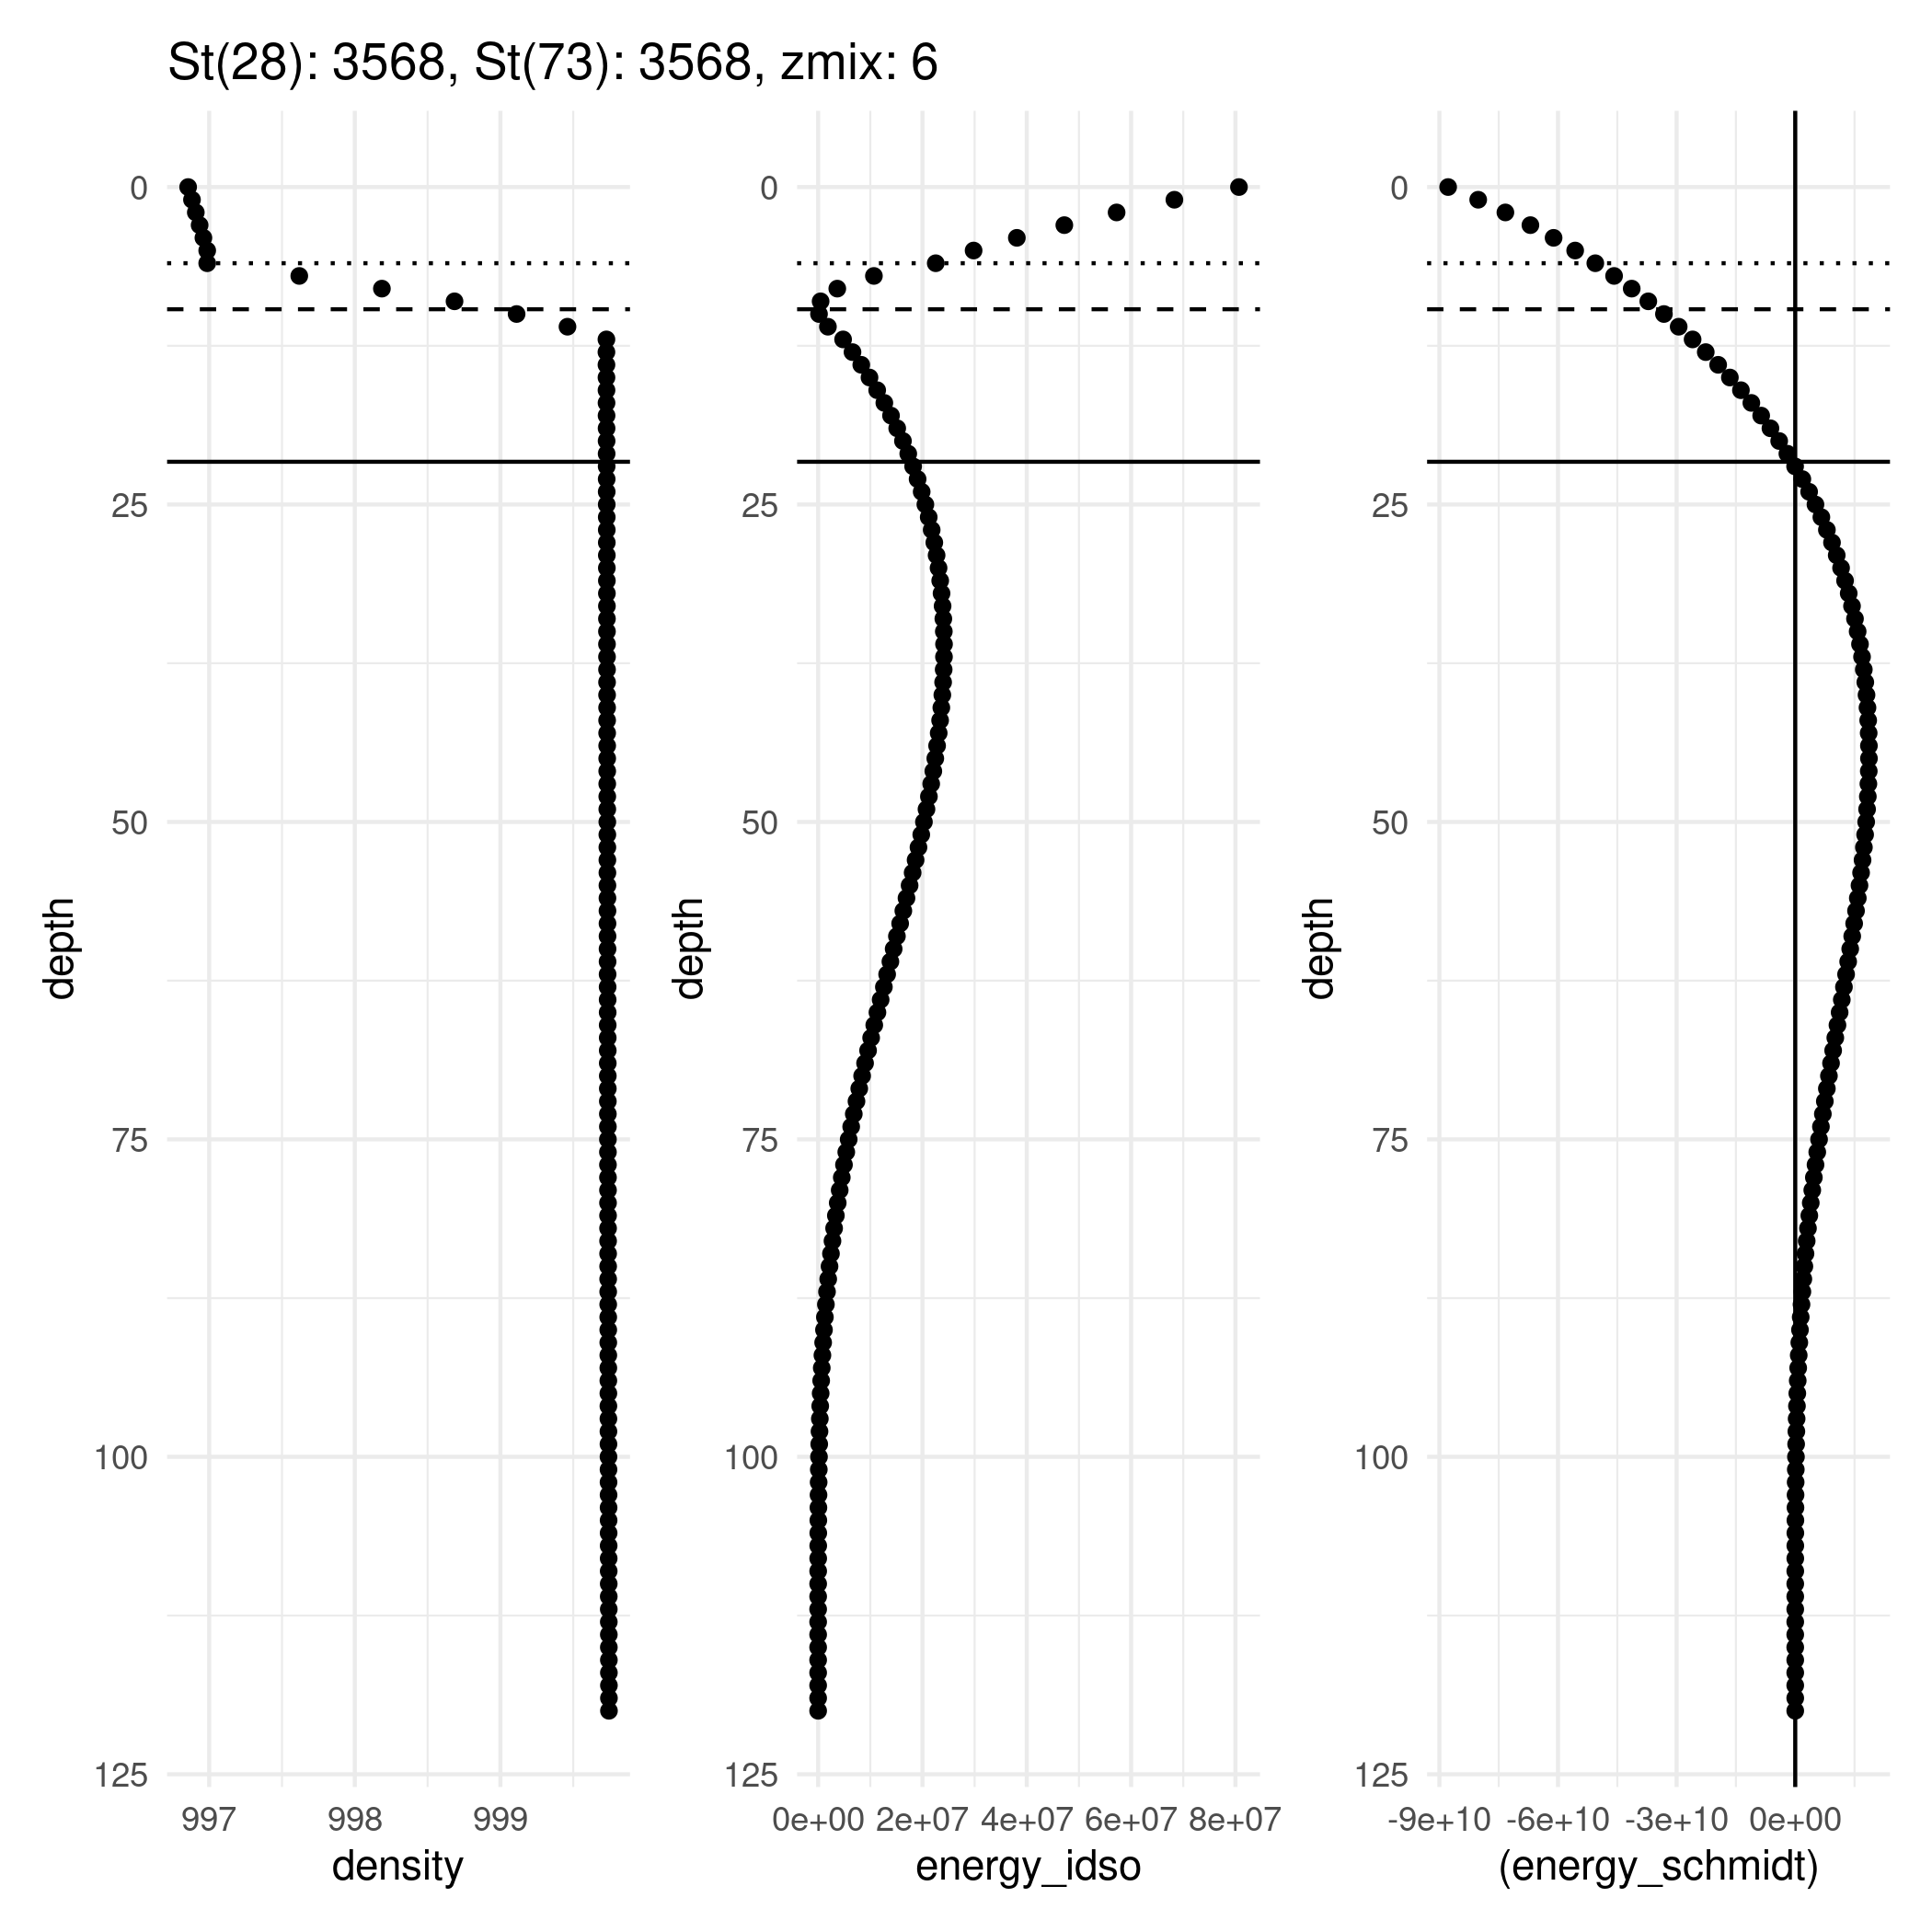 St(28): 3568, St(73): 3568, zmix: 6
0
25
50
75
100
125
depth
997 998 999
density
0
25
50
75
100
125
depth
0e+00 2e+07 4e+07 6e+07 8e+07
energy_idso
0
25
50
75
100
125
depth
-9e+10 -6e+10 -3e+10 0e+00
(energy_schmidt)